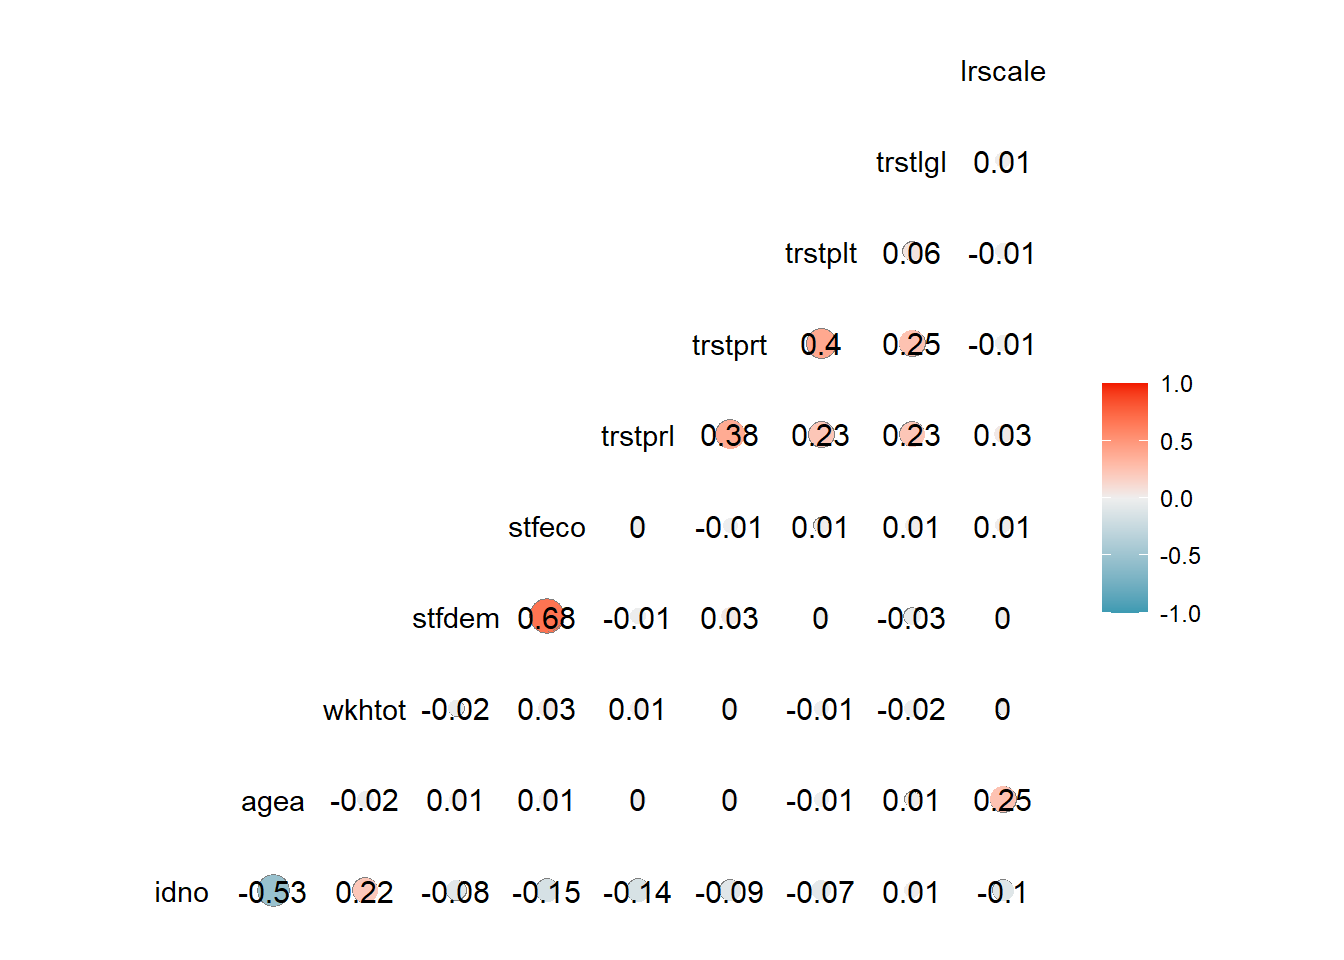 lrscale
trstlgl 0.01
trstplt 0.06 -0.01
trstprt 0.4 0.25 -0.01
trstprl 0.38 0.23 0.23 0.03
stfeco 0 -0.01 0.01 0.01 0.01
stfdem 0.68 -0.01 0.03 0 -0.03 0
wkhtot -0.02 0.03 0.01 0 -0.01 -0.02 0
agea -0.02 0.01 0.01 0 0 -0.01 0.01 0.25
idno -0.53 0.22 -0.08 -0.15 -0.14 -0.09 -0.07 0.01 -0.1
1.0
0.5
0.0
-0.5
-1.0